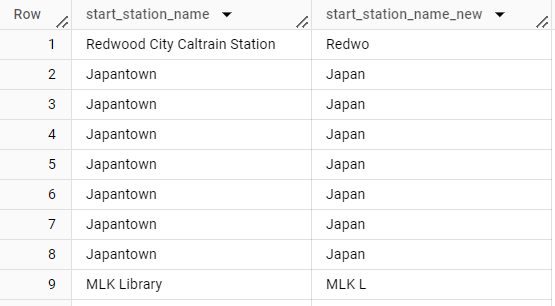 Row start_station_name start_station_name_new
1 Redwood City Caltrain Station Redwo
2 Japantown Japan
3 Japantown Japan
4 Japantown Japan
5 Japantown Japan
6 Japantown Japan
7 Japantown Japan
8 Japantown Japan
9 MLK Library MLK L